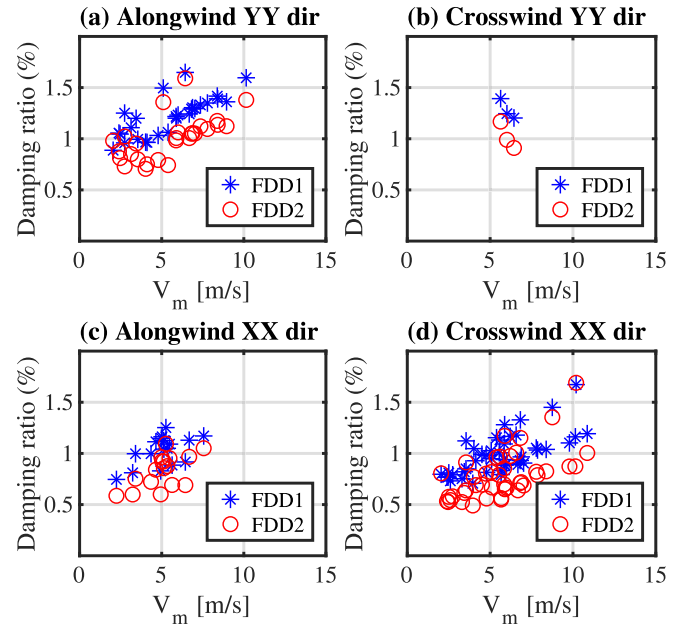 (a) Alongwind YY dir
Damping ratio (%)
1.5
1
0.5
0 5 10 15
V_m [m/s]
FDD1
FDD2
(b) Crosswind YY dir
Damping ratio (%)
1.5
1
0.5
0 5 10 15
V_m [m/s]
FDD1
FDD2
(c) Alongwind XX dir
Damping ratio (%)
1.5
1
0.5
0 5 10 15
V_m [m/s]
FDD1
FDD2
(d) Crosswind XX dir
Damping ratio (%)
1.5
1
0.5
0 5 10 15
V_m [m/s]
FDD1
FDD2